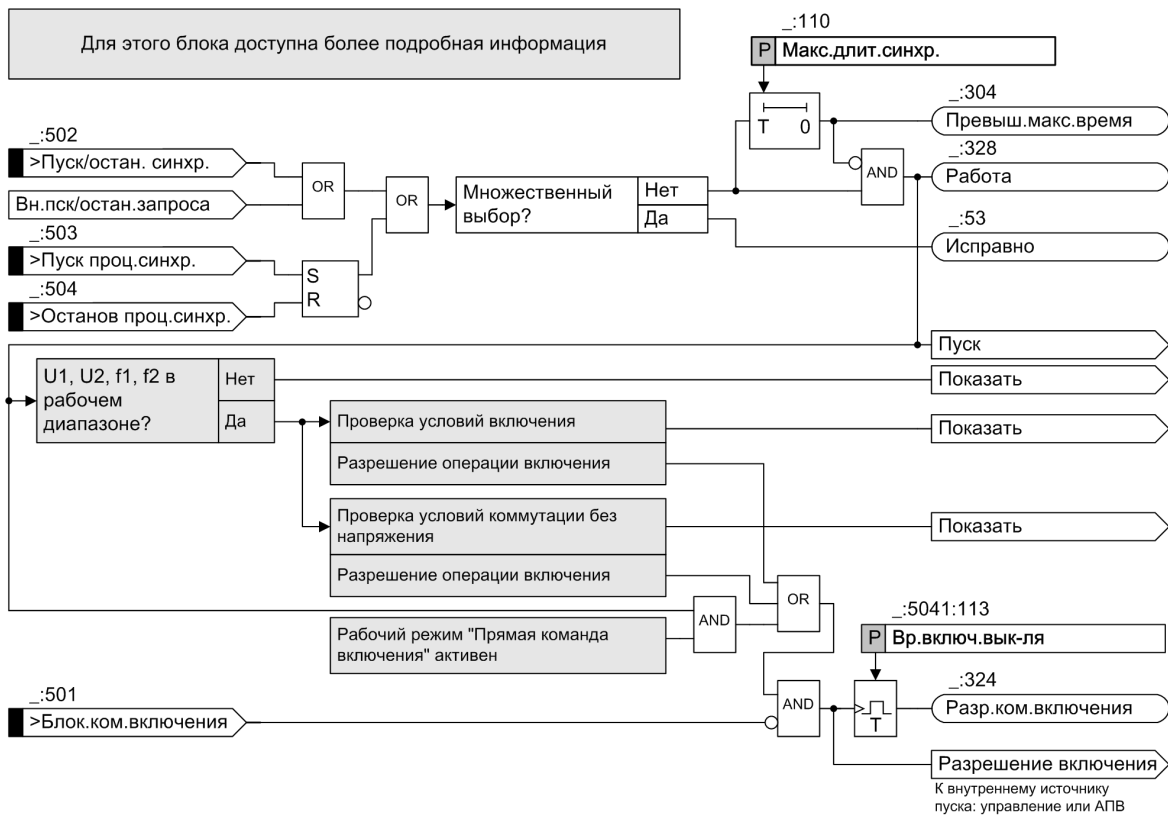 Для этого блока доступна более подробная информация
_:110
P Макс.длит.синхр.
T 0
_:304
Превыш.макс.время
_:502
>Пуск/остан. синхр.
OR
Вн.пск/остан.запроса
OR
Множественный
выбор?
Нет
Да
AND
_:328
Работа
_:53
Исправно
_:503
>Пуск проц.синхр.
S
R
_:504
>Останов проц.синхр.
Пуск
U1, U2, f1, f2 в
рабочем
диапазоне?
Нет
Да
Показать
Проверка условий включения
Показать
Разрешение операции включения
Проверка условий коммутации без
напряжения
Показать
Разрешение операции включения
OR
AND
Рабочий режим "Прямая команда
включения" активен
_:5041:113
P Вр.включ.вык-ля
_:501
>Блок.ком.включения
AND
T
_:324
Разр.ком.включения
Разрешение включения
К внутреннему источнику
пуска: управление или АПВ